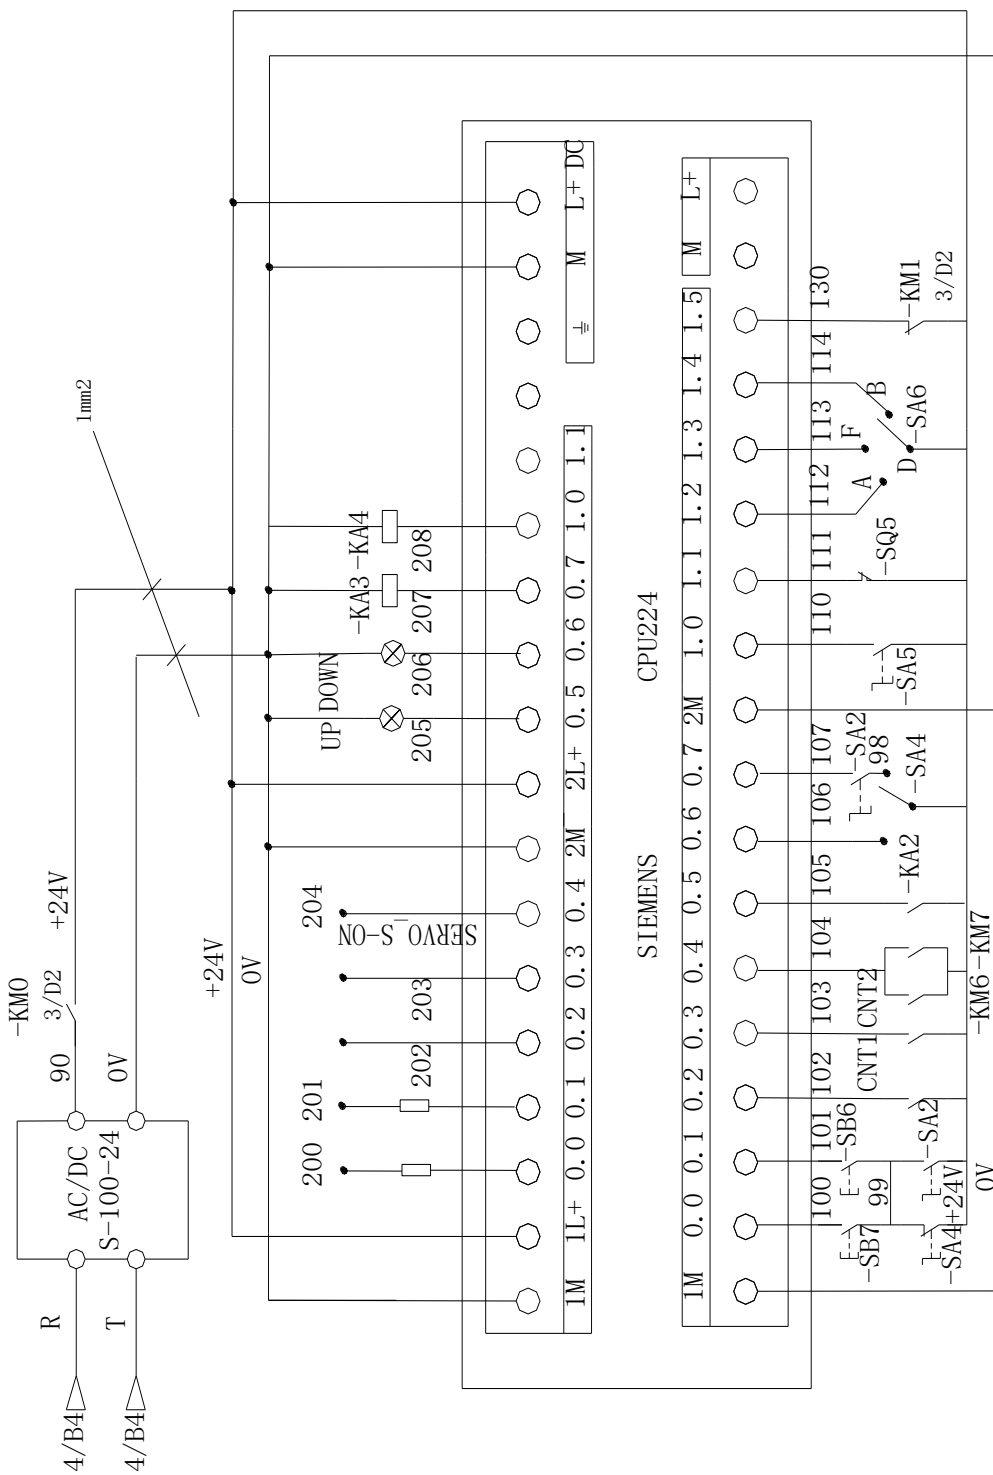 4/B4
4/B4
R
T
AC/DC
S-100-24
90
0V
-KM0
3/D2
+24V
1mm2
+24V
0V
200
201
202
203
204
SERVO_S-ON
205
206
207
208
UP
DOWN
-KA3
-KA4
1M
1L+
0.0
0.1
0.2
0.3
0.4
2M
2L+
0.5
0.6
0.7
1.0
1.1
M
L+
DC
SIEMENS
CPU224
1M
0.0
0.1
0.2
0.3
0.4
0.5
0.6
0.7
2M
1.0
1.1
1.2
1.3
1.4
1.5
M
L+
100
101
102
103
104
105
106
107
110
111
112
113
114
130
-SB7
-SB6
99
-SA4
-SA2
+24V
0V
CNT1
CNT2
-KM6
-KM7
-KA2
-SA2
98
-SA4
-SA5
-SQ5
A
F
B
D
-SA6
-KM1
3/D2